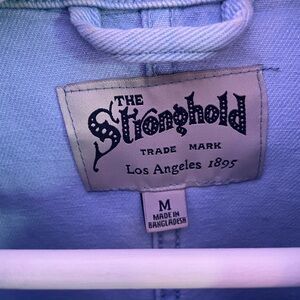 THE
Stronghold
TRADE MARK
Los Angeles 1895
M
MADE IN
BANGLADESH